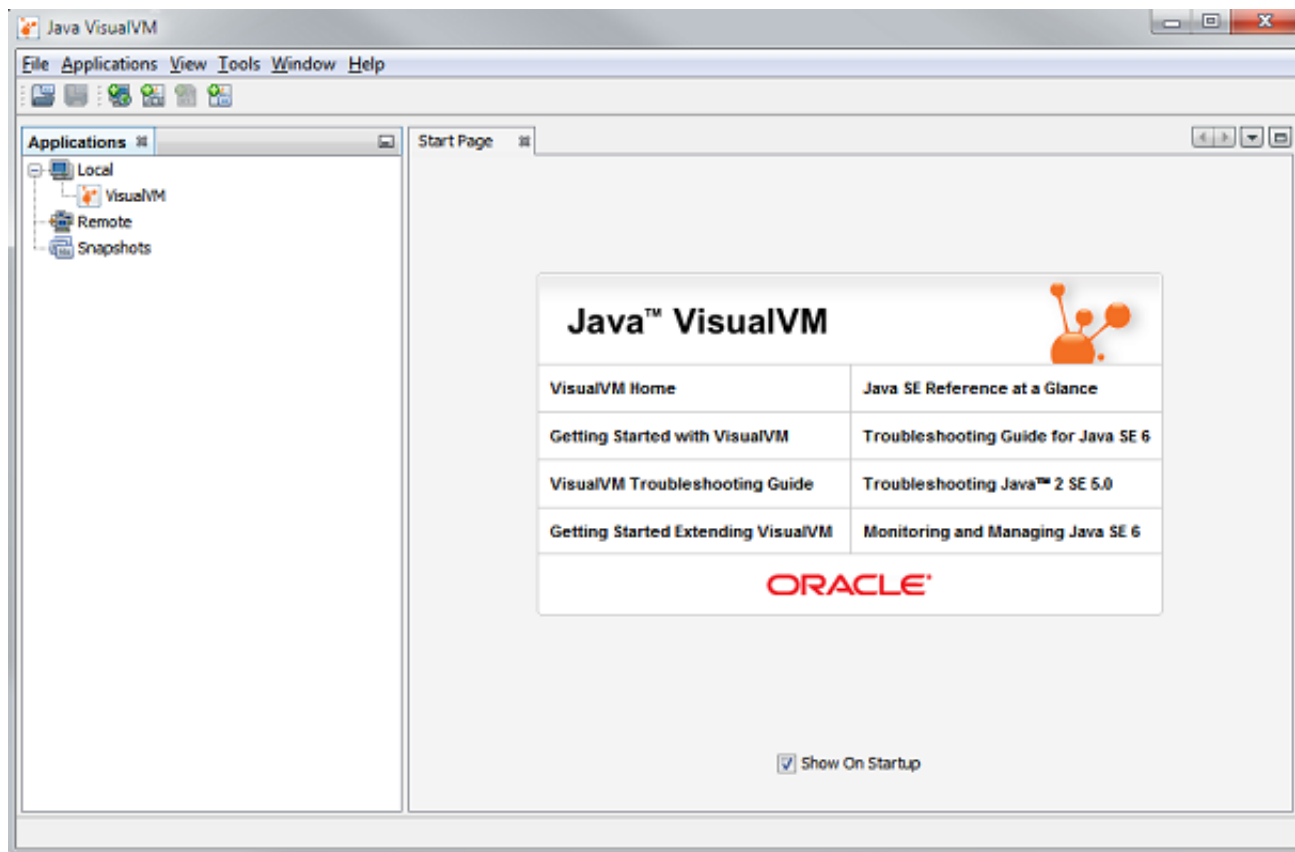 Java VisualVM
File Applications View Tools Window Help
Applications
Start Page
Local
VisualVM
Remote
Snapshots
Java™ VisualVM
VisualVM Home
Java SE Reference at a Glance
Getting Started with VisualVM
Troubleshooting Guide for Java SE 6
VisualVM Troubleshooting Guide
Troubleshooting Java™ 2 SE 5.0
Getting Started Extending VisualVM
Monitoring and Managing Java SE 6
ORACLE
Show On Startup